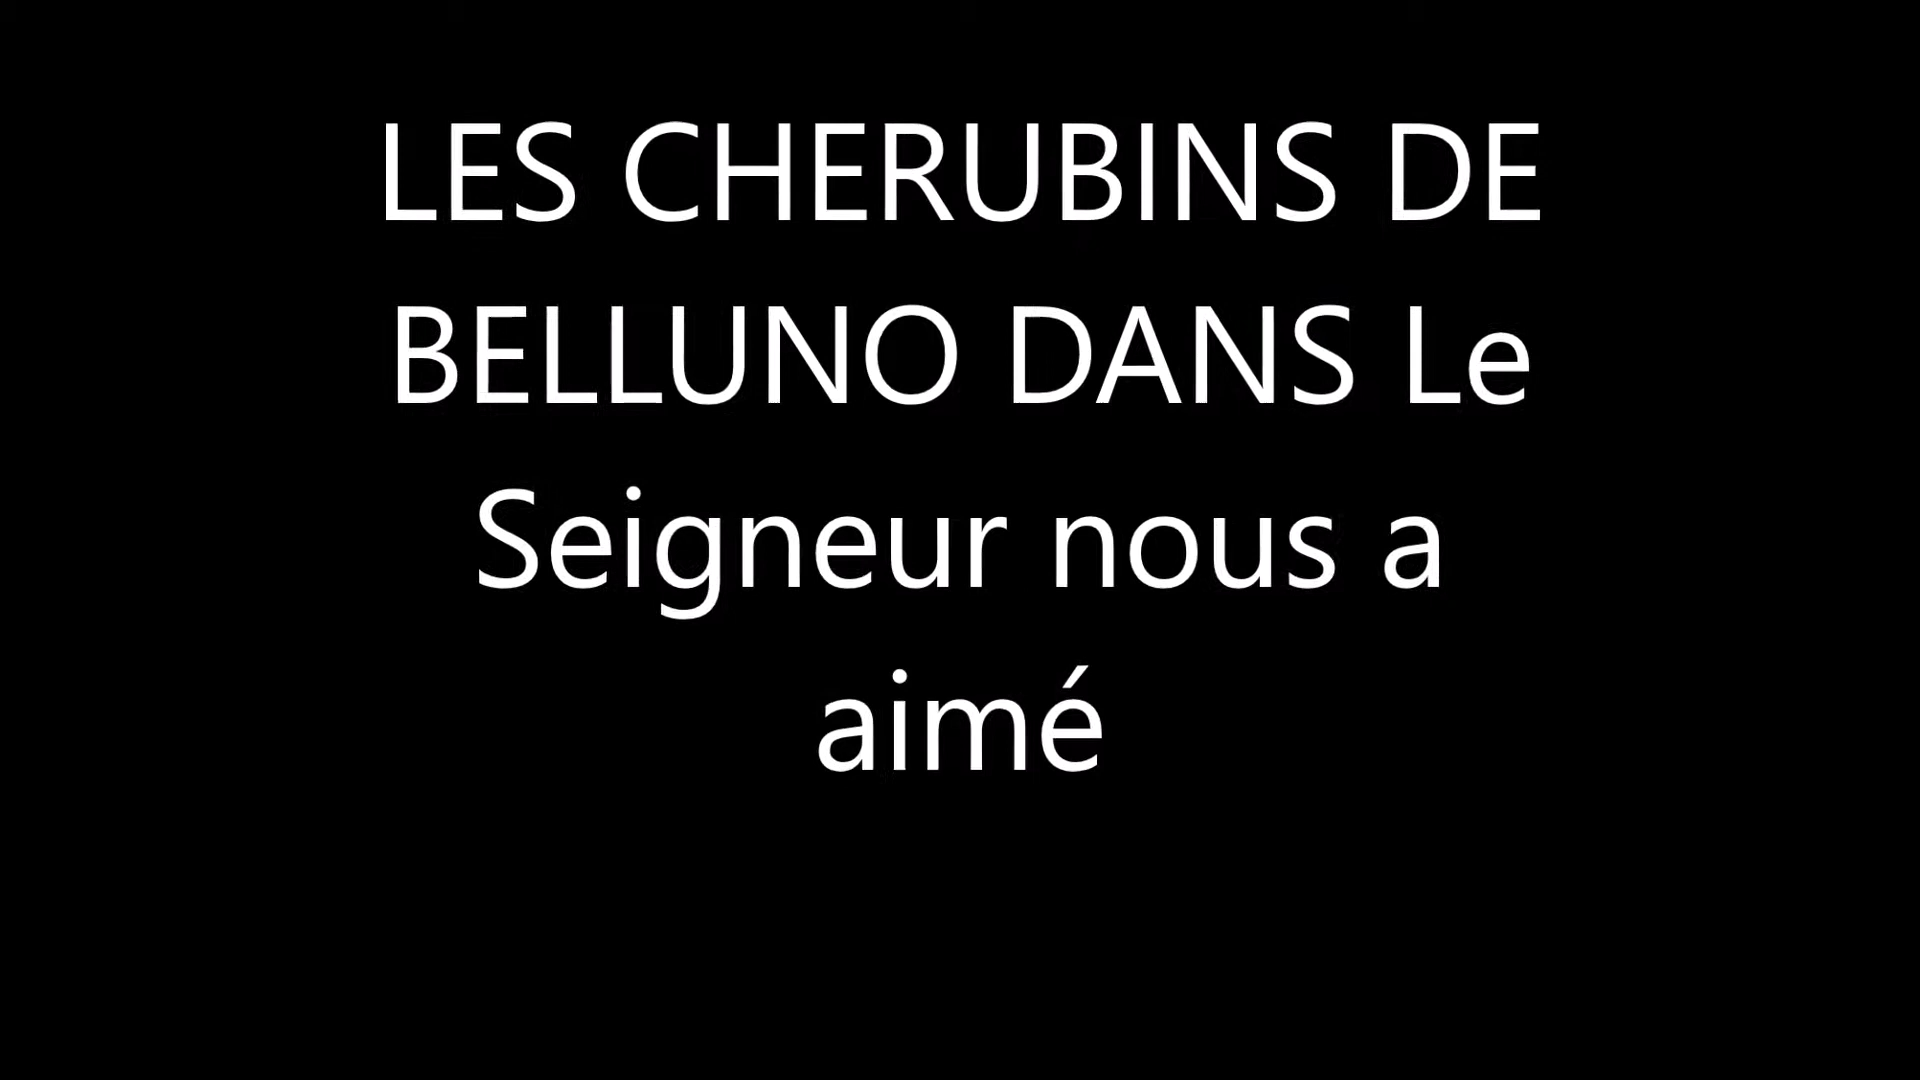 LES CHERUBINS DE
BELLUNO DANS Le
Seigneur nous a
aimé